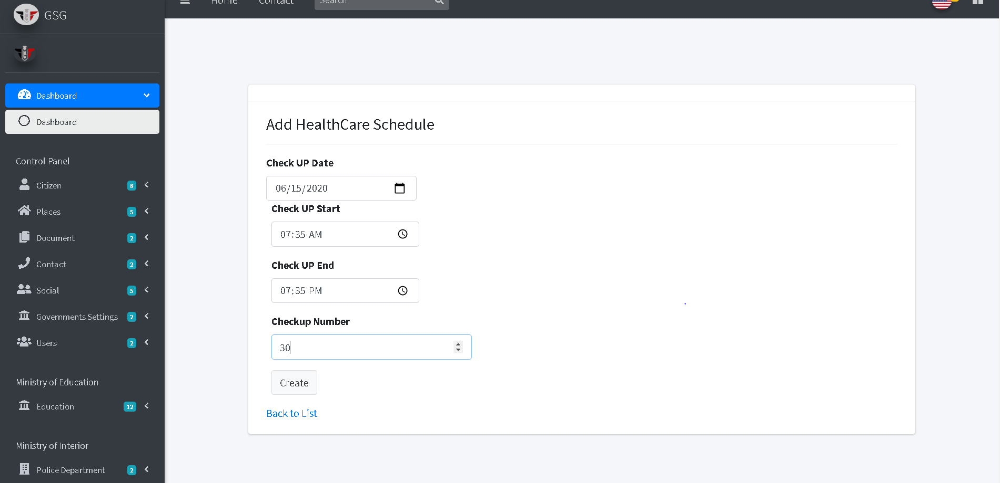 GSG
Home
Contact
Search
Dashboard
Dashboard
Control Panel
Citizen 8
Places 5
Document 2
Contact 2
Social 5
Governments Settings 2
Users 2
Ministry of Education
Education 12
Ministry of Interior
Police Department 2
Add HealthCare Schedule
Check UP Date
06/15/2020
Check UP Start
07:35 AM
Check UP End
07:35 PM
Checkup Number
30
Create
Back to List